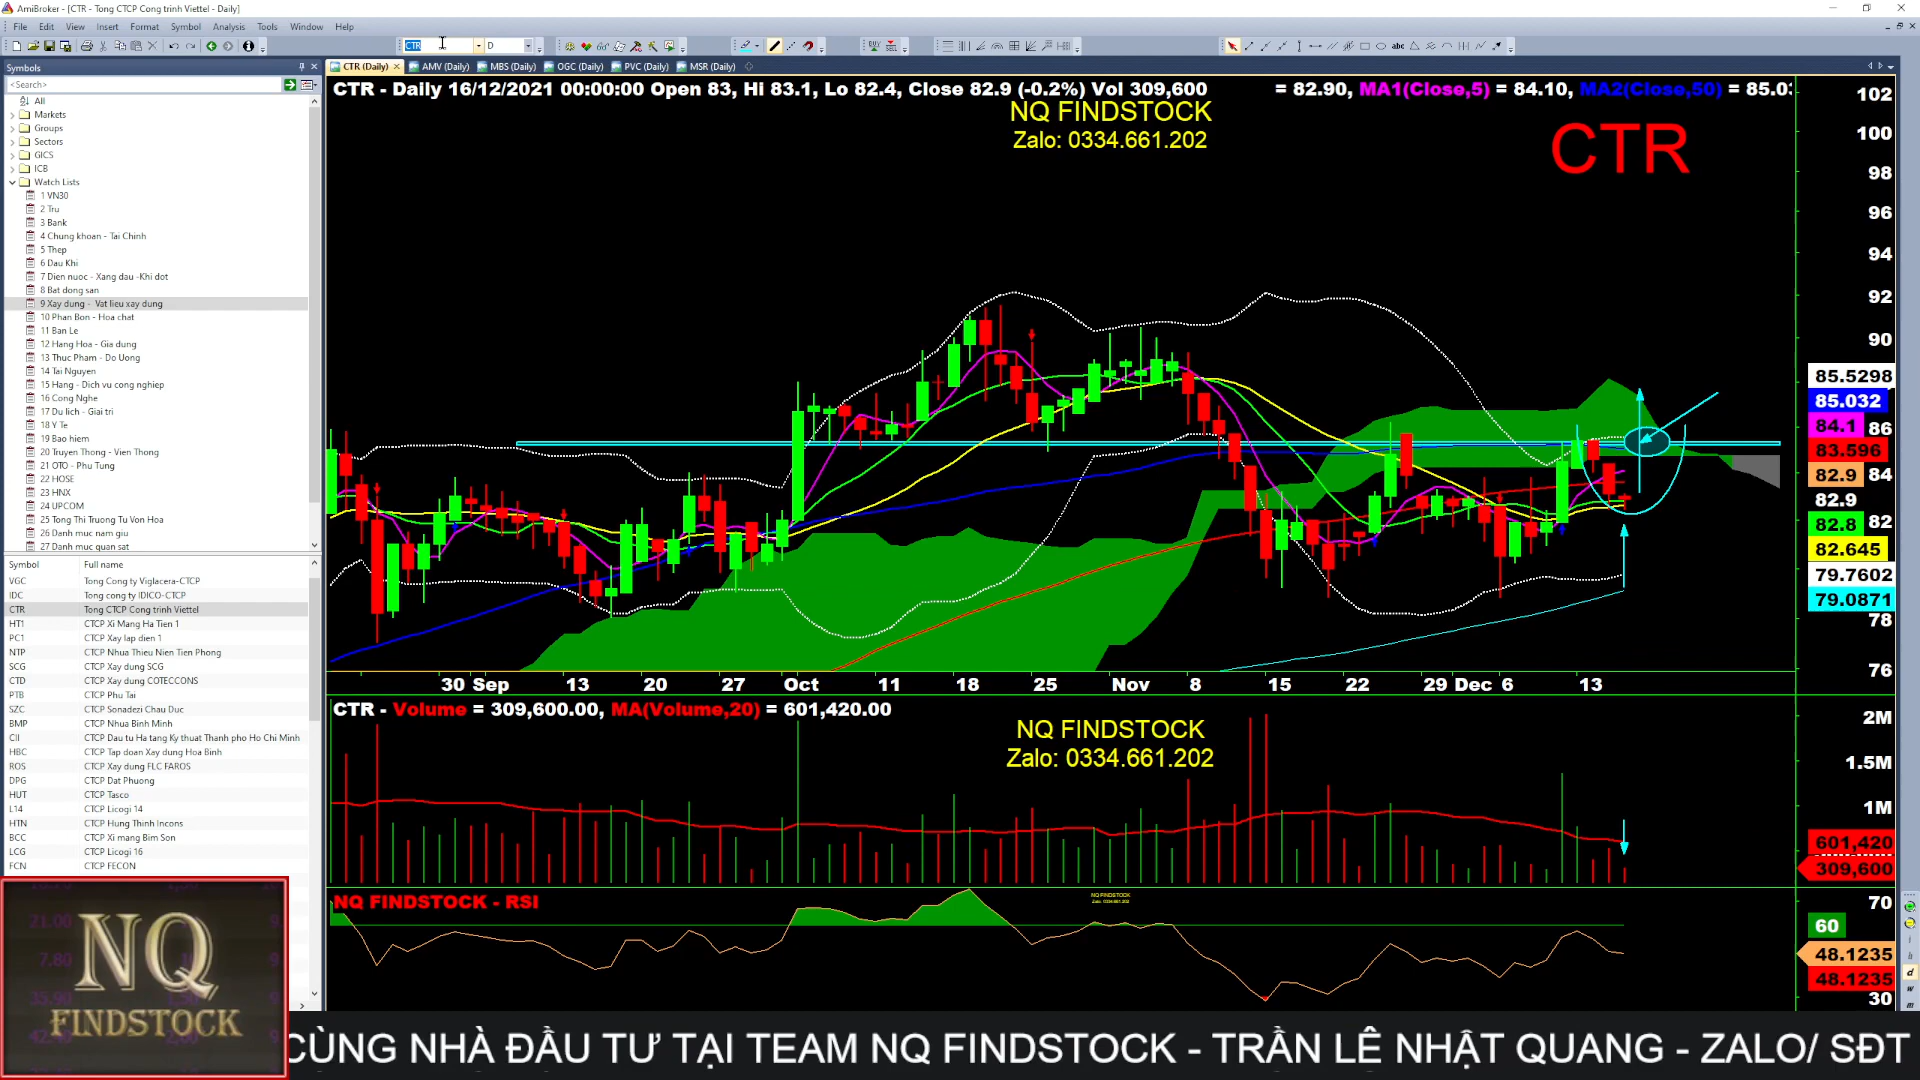 AmiBroker - [CTR - Tong CTCP Cong trinh Viettel - Daily]
File Edit View Insert Format Symbol Analysis Tools Window Help
CTR D
Symbols
CTR (Daily) AMV (Daily) MBS (Daily) OGC (Daily) PVC (Daily) MSR (Daily)
<Search>
All
Markets
Groups
Sectors
GICS
ICB
Watch Lists
1 VN30
2 Tru
3 Bank
4 Chung khoan - Tai Chinh
5 Thep
6 Dau Khi
7 Dien nuoc - Xang dau -Khi dot
8 Bat dong san
9 Xay dung - Vat lieu xay dung
10 Phan Bon - Hoa chat
11 Ban Le
12 Hang Hoa - Gia dung
13 Thuc Pham - Do Uong
14 Tai Nguyen
15 Hang - Dich vu cong nghiep
16 Cong Nghe
17 Du lich - Giai tri
18 Y Te
19 Bao hiem
20 Truyen Thong - Vien Thong
21 OTO - Phu Tung
22 HOSE
23 HNX
24 UPCOM
25 Tong Thi Truong Tu Von Hoa
26 Danh muc nam giu
27 Danh muc quan sat
Symbol Full name
VGC Tong Cong ty Viglacera-CTCP
IDC Tong cong ty IDICO-CTCP
CTR Tong CTCP Cong trinh Viettel
HT1 CTCP Xi Mang Ha Tien 1
PC1 CTCP Xay lap dien 1
NTP CTCP Nhua Thieu Nien Tien Phong
SCG CTCP Xay dung SCG
CTD CTCP Xay dung COTECCONS
PTB CTCP Phu Tai
SZC CTCP Sonadezi Chau Duc
BMP CTCP Nhua Binh Minh
CII CTCP Dau tu Ha tang Ky thuat Thanh pho Ho Chi Minh
HBC CTCP Tap doan Xay dung Hoa Binh
ROS CTCP Xay dung FLC FAROS
DPG CTCP Dat Phuong
HUT CTCP Tasco
L14 CTCP Licogi 14
HTN CTCP Hung Thinh Incons
BCC CTCP Xi mang Bim Son
LCG CTCP Licogi 16
FCN CTCP FECON
CTR - Daily 16/12/2021 00:00:00 Open 83, Hi 83.1, Lo 82.4, Close 82.9 (-0.2%) Vol 309,600 = 82.90, MA1(Close,5) = 84.10, MA2(Close,50) = 85.03
NQ FINDSTOCK
Zalo: 0334.661.202
CTR
102
100
98
96
94
92
90
85.5298
85.032
84.1 86
83.596
82.9 84
82.9
82.8 82
82.645
79.7602
79.0871
78
76
30 Sep 13 20 27 Oct 11 18 25 Nov 8 15 22 29 Dec 6 13
CTR - Volume = 309,600.00, MA(Volume,20) = 601,420.00
NQ FINDSTOCK
Zalo: 0334.661.202
2M
1.5M
1M
601,420
309,600
NQ FINDSTOCK - RSI
NQ FINDSTOCK
Zalo: 0334.661.202
70
60
48.1235
48.1235
30
NQ
FINDSTOCK
CÙNG NHÀ ĐẦU TƯ TẠI TEAM NQ FINDSTOCK - TRẦN LÊ NHẬT QUANG - ZALO/ SĐT